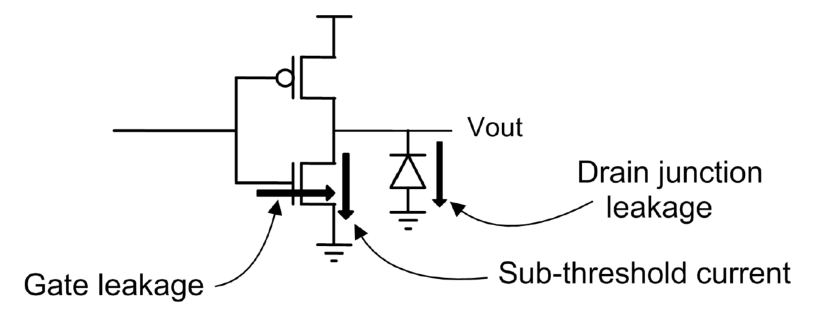 Vout
Drain junction
leakage
Gate leakage
Sub-threshold current